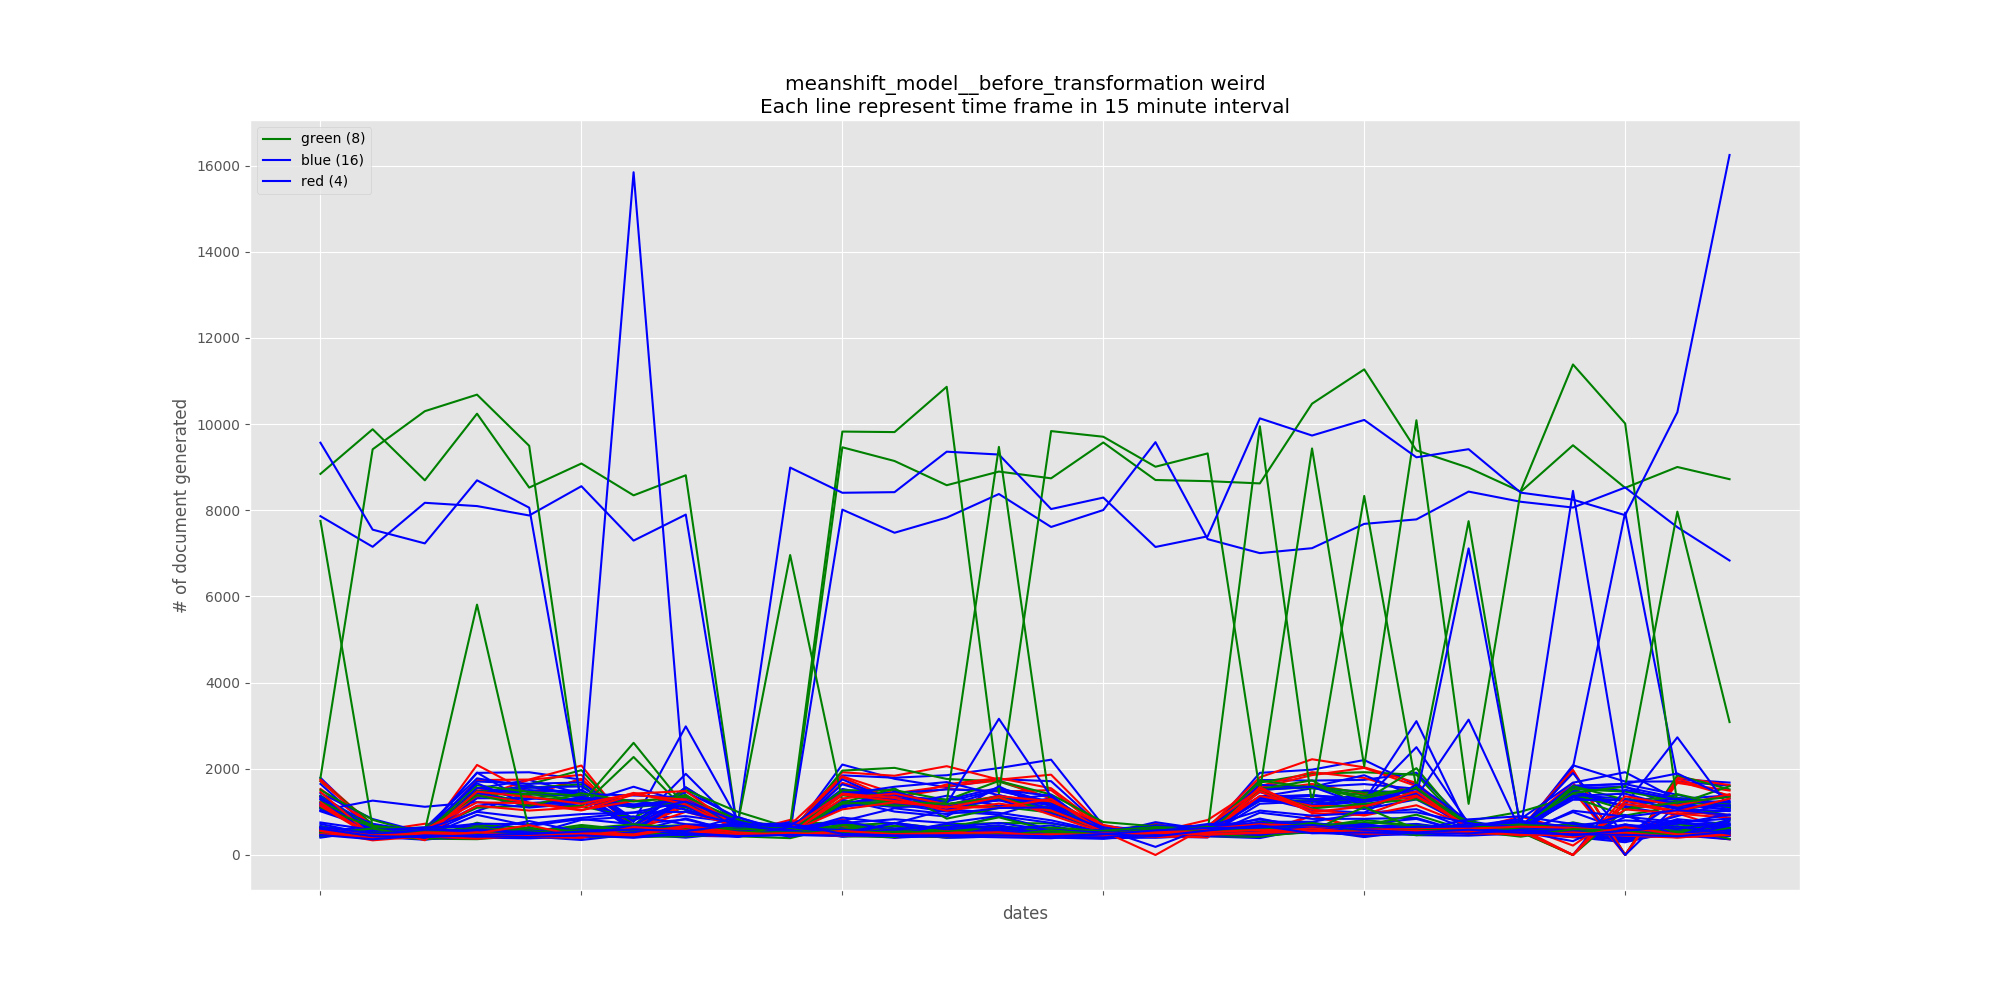 meanshift_model__before_transformation weird
Each line represent time frame in 15 minute interval
green (8)
blue (16)
red (4)
16000
14000
12000
10000
8000
6000
4000
2000
0
# of document generated
dates